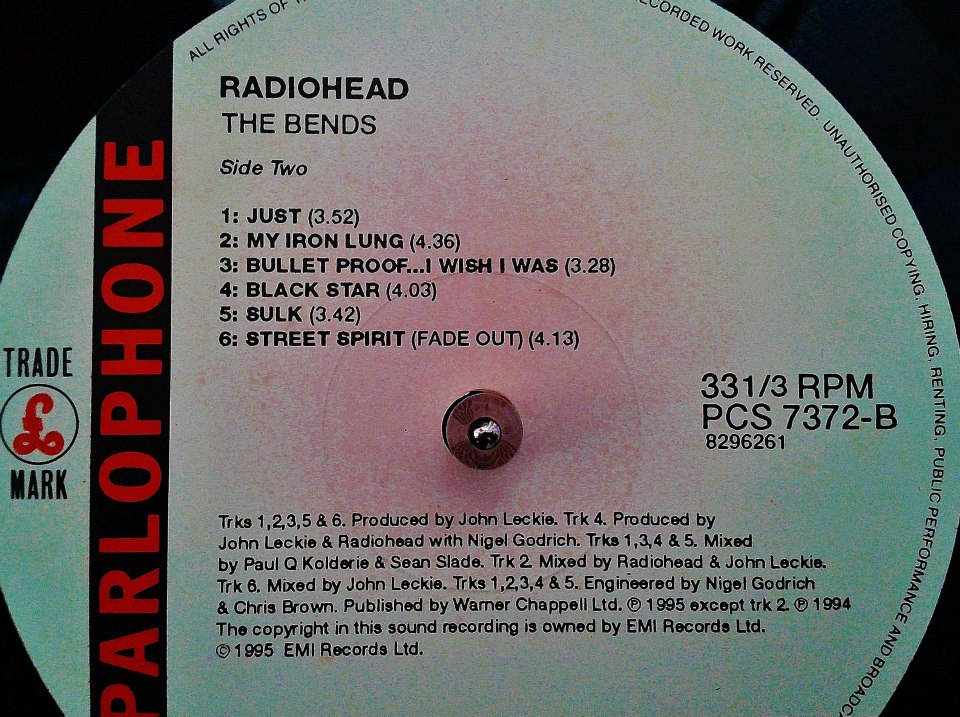 ALL RIGHTS OF
RECORDED WORK RESERVED. UNAUTHORISED COPYING, HIRING, RENTING, PUBLIC PERFORMANCE AND
RADIOHEAD
THE BENDS
Side Two
1: JUST (3.52)
2: MY IRON LUNG (4.36)
3: BULLET PROOF...I WISH I WAS (3.28)
4: BLACK STAR (4.03)
5: SULK (3.42)
6: STREET SPIRIT (FADE OUT) (4.13)
PARLOPHONE
TRADE
£
MARK
331/3 RPM
PCS 7372-B
8296261
Trks 1,2,3,5 & 6. Produced by John Leckie. Trk 4. Produced by
John Leckie & Radiohead with Nigel Godrich. Trks 1,3,4 & 5. Mixed
by Paul Q Kolderie & Sean Slade. Trk 2. Mixed by Radiohead & John Leckie.
Trk 6. Mixed by John Leckie. Trks 1,2,3,4 & 5. Engineered by Nigel Godrich
& Chris Brown. Published by Warner Chappell Ltd. ℗ 1995 except trk 2. ℗ 1994
The copyright in this sound recording is owned by EMI Records Ltd.
© 1995 EMI Records Ltd.